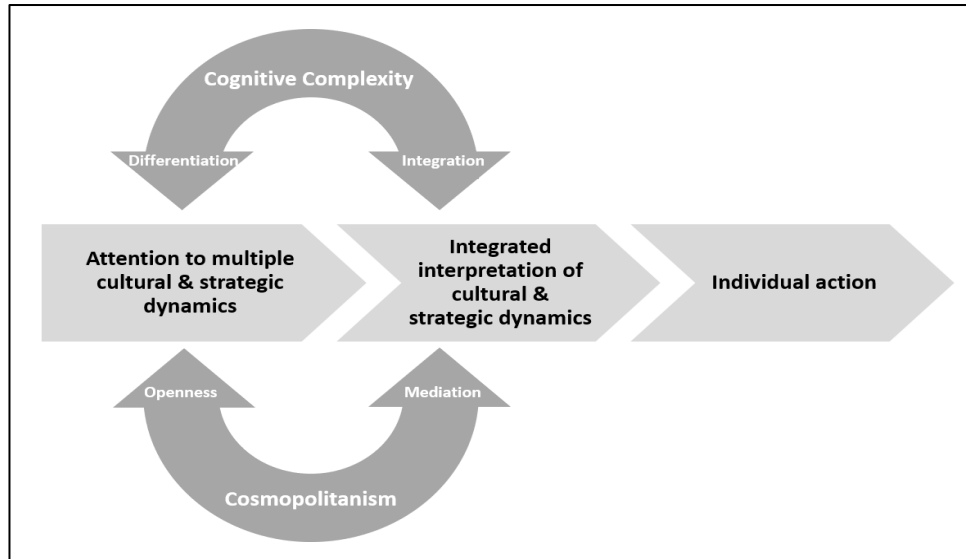 Cognitive Complexity
Differentiation
Integration
Attention to multiple
cultural & strategic
dynamics
Integrated
interpretation of
cultural &
strategic dynamics
Individual action
Openness
Mediation
Cosmopolitanism